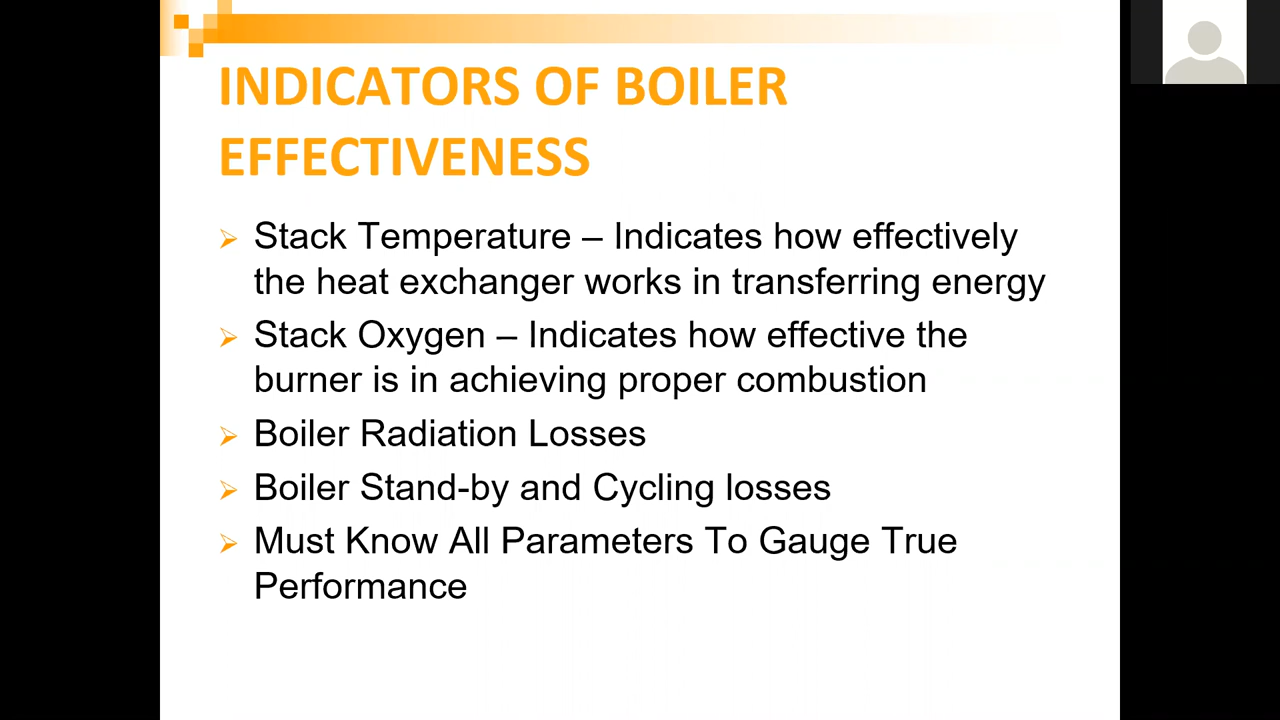 INDICATORS OF BOILER
EFFECTIVENESS
Stack Temperature – Indicates how effectively
the heat exchanger works in transferring energy
Stack Oxygen – Indicates how effective the
burner is in achieving proper combustion
Boiler Radiation Losses
Boiler Stand-by and Cycling losses
Must Know All Parameters To Gauge True
Performance